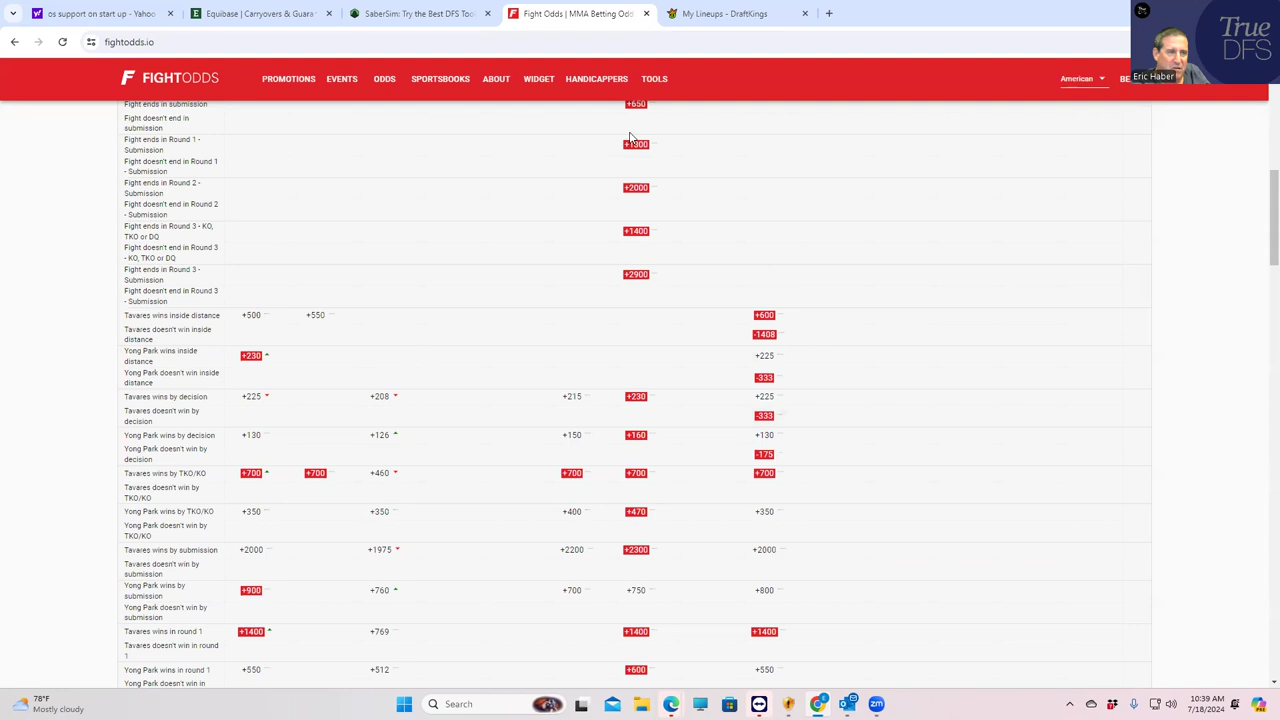 os support on start - Yahoo
Equibase | Carryovers & Guara
SaberSim: Try the Best DFS Tool
Fight Odds | MMA Betting Odd
My Lineups - DraftKings
fightodds.io
True DFS
Eric Haber
FIGHTODDS PROMOTIONS EVENTS ODDS SPORTSBOOKS ABOUT WIDGET HANDICAPPERS TOOLS American BE
Fight ends in submission +650
Fight doesn't end in
submission
Fight ends in Round 1 - +1300
Submission
Fight doesn't end in Round 1
- Submission
Fight ends in Round 2 - +2000
Submission
Fight doesn't end in Round 2
- Submission
Fight ends in Round 3 - KO, +1400
TKO or DQ
Fight doesn't end in Round 3
- KO, TKO or DQ
Fight ends in Round 3 - +2900
Submission
Fight doesn't end in Round 3
- Submission
Tavares wins inside distance +500 +550 +600
Tavares doesn't win inside -1408
distance
Yong Park wins inside +230 +225
distance
Yong Park doesn't win inside -333
distance
Tavares wins by decision +225 +208 +215 +230 +225
Tavares doesn't win by -333
decision
Yong Park wins by decision +130 +126 +150 +160 +130
Yong Park doesn't win by -175
decision
Tavares wins by TKO/KO +700 +700 +460 +700 +700 +700
Tavares doesn't win by
TKO/KO
Yong Park wins by TKO/KO +350 +350 +400 +470 +350
Yong Park doesn't win by
TKO/KO
Tavares wins by submission +2000 +1975 +2200 +2300 +2000
Tavares doesn't win by
submission
Yong Park wins by +900 +760 +700 +750 +800
submission
Yong Park doesn't win by
submission
Tavares wins in round 1 +1400 +769 +1400 +1400
Tavares doesn't win in round
1
Yong Park wins in round 1 +550 +512 +600 +550
Yong Park doesn't win in
78°F
Mostly cloudy
Search
10:39 AM
7/18/2024